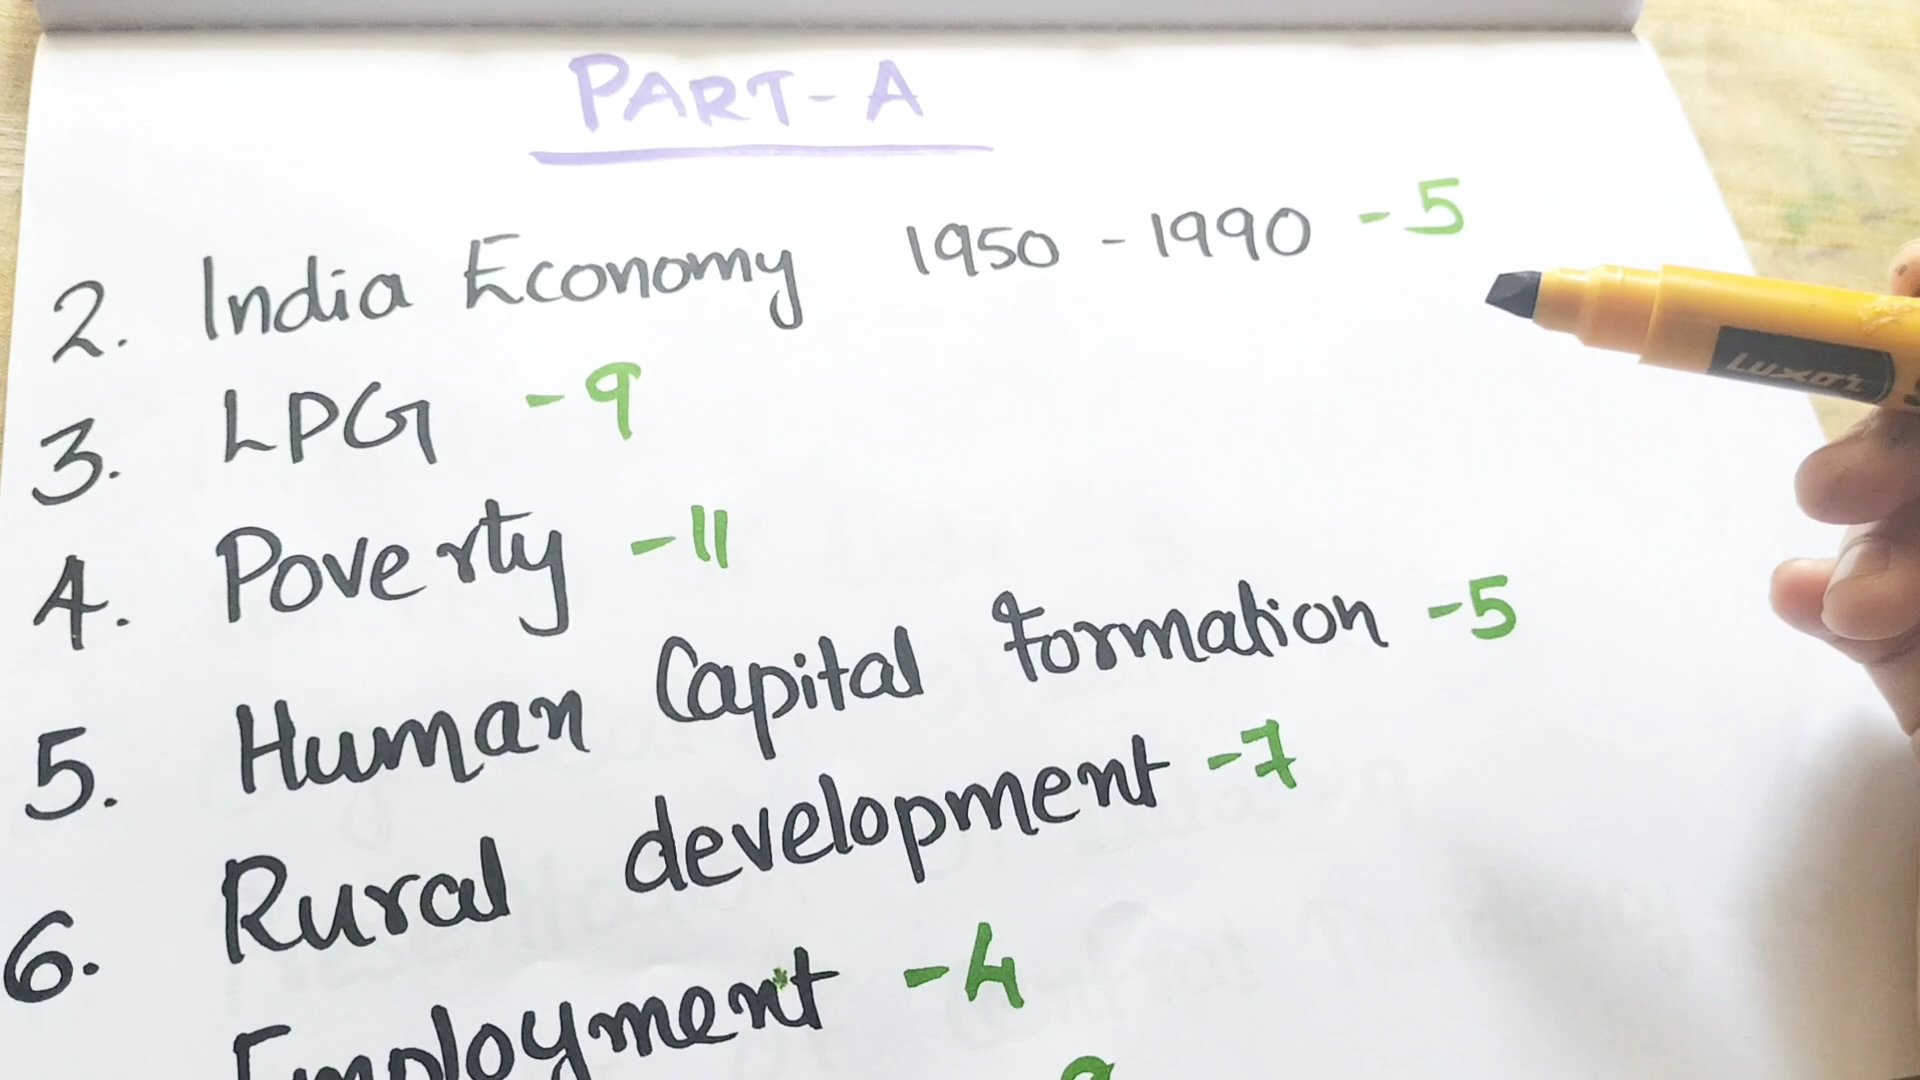 PART-A
2. India Economy 1950 - 1990 - 5
3. LPG - 9
4. Poverty - 11
5. Human Capital formation - 5
6. Rural development - 7
Employment - 4
Luxor